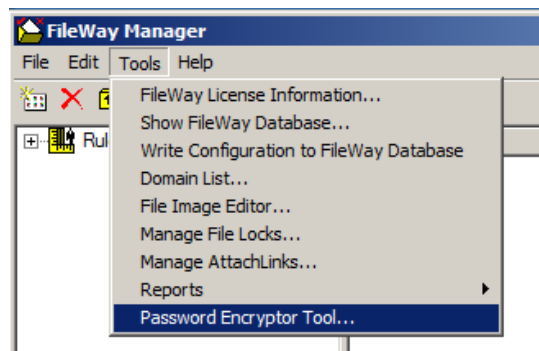 FileWay Manager
File Edit Tools Help
FileWay License Information...
Show FileWay Database...
Rul
Write Configuration to FileWay Database
Domain List...
File Image Editor...
Manage File Locks...
Manage AttachLinks...
Reports
Password Encryptor Tool...